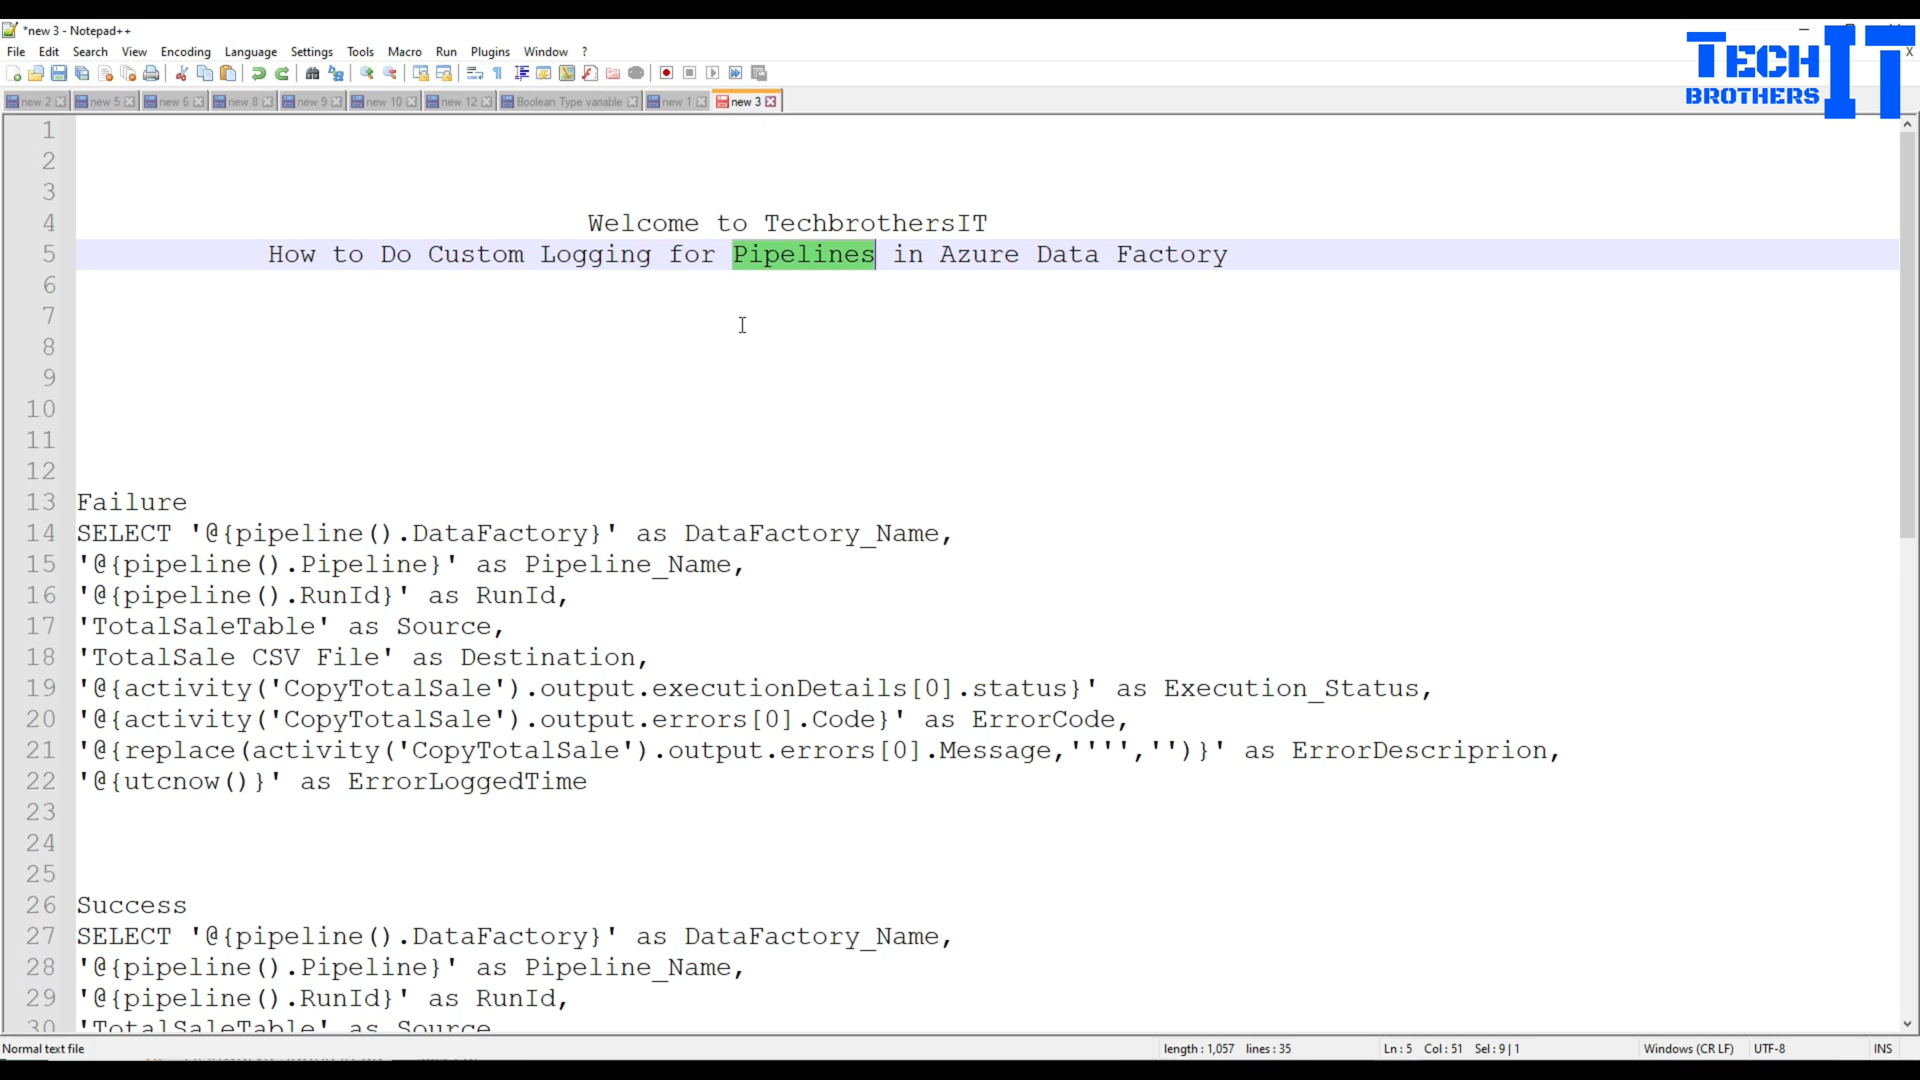 *new 3 - Notepad++
File Edit Search View Encoding Language Settings Tools Macro Run Plugins Window ?
X
TECH IT
BROTHERS
new 2 new 5 new 6 new 8 new 9 new 10 new 12 Boolean Type variable new 1 new 3
1
2
3
4 Welcome to TechbrothersIT
5 How to Do Custom Logging for Pipelines in Azure Data Factory
6
7
8
9
10
11
12
13 Failure
14 SELECT '@{pipeline().DataFactory}' as DataFactory_Name,
15 '@{pipeline().Pipeline}' as Pipeline_Name,
16 '@{pipeline().RunId}' as RunId,
17 'TotalSaleTable' as Source,
18 'TotalSale CSV File' as Destination,
19 '@{activity('CopyTotalSale').output.executionDetails[0].status}' as Execution_Status,
20 '@{activity('CopyTotalSale').output.errors[0].Code}' as ErrorCode,
21 '@{replace(activity('CopyTotalSale').output.errors[0].Message,'''','')}' as ErrorDescriprion,
22 '@{utcnow()}' as ErrorLoggedTime
23
24
25
26 Success
27 SELECT '@{pipeline().DataFactory}' as DataFactory_Name,
28 '@{pipeline().Pipeline}' as Pipeline_Name,
29 '@{pipeline().RunId}' as RunId,
30 'TotalSaleTable' as Source
Normal text file length : 1,057 lines : 35 Ln : 5 Col : 51 Sel : 9 | 1 Windows (CR LF) UTF-8 INS